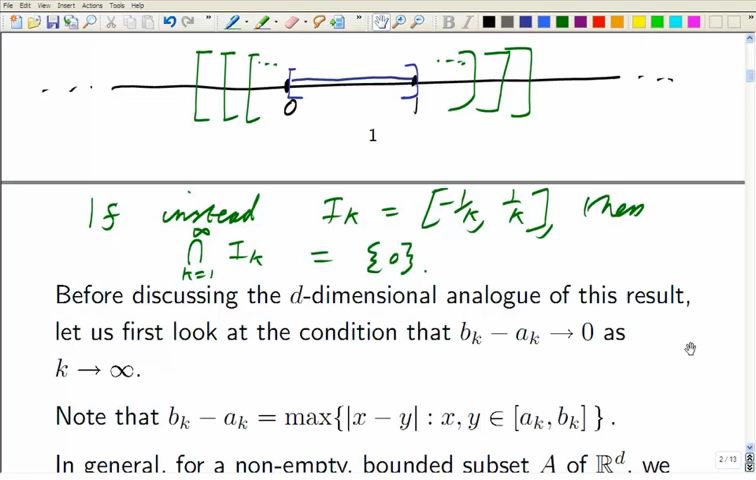 File Edit View Insert Actions Tools Help
B I
... ... ... ...
0 1
1
If instead I_k = [-1/k, 1/k], then
∞
∩ I_k = {0}.
k=1
Before discussing the d-dimensional analogue of this result,
let us first look at the condition that b_k − a_k → 0 as
k → ∞.
Note that b_k − a_k = max{|x − y| : x, y ∈ [a_k, b_k] } .
In general, for a non-empty, bounded subset A of ℝ^d, we
2 / 13